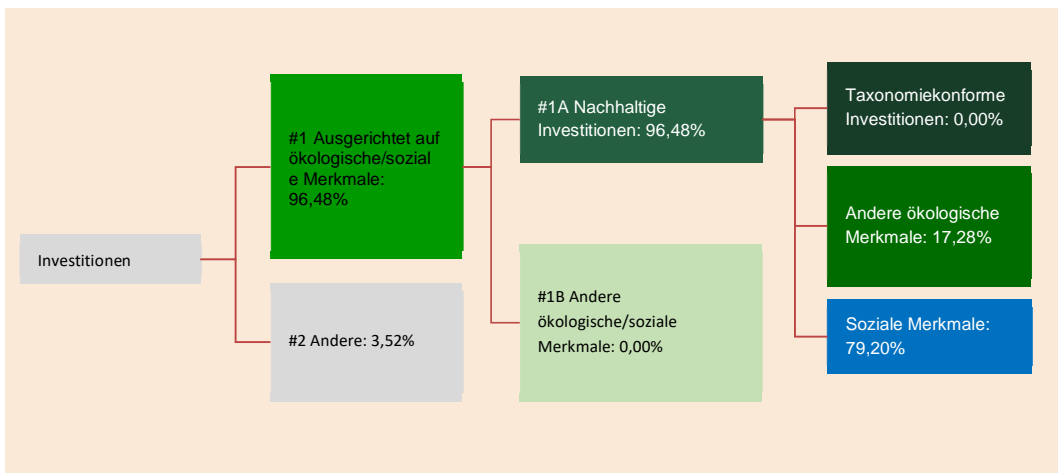 Investitionen
#1 Ausgerichtet auf
ökologische/sozial
e Merkmale:
96,48%
#2 Andere: 3,52%
#1A Nachhaltige
Investitionen: 96,48%
#1B Andere
ökologische/soziale
Merkmale: 0,00%
Taxonomiekonforme
Investitionen: 0,00%
Andere ökologische
Merkmale: 17,28%
Soziale Merkmale:
79,20%